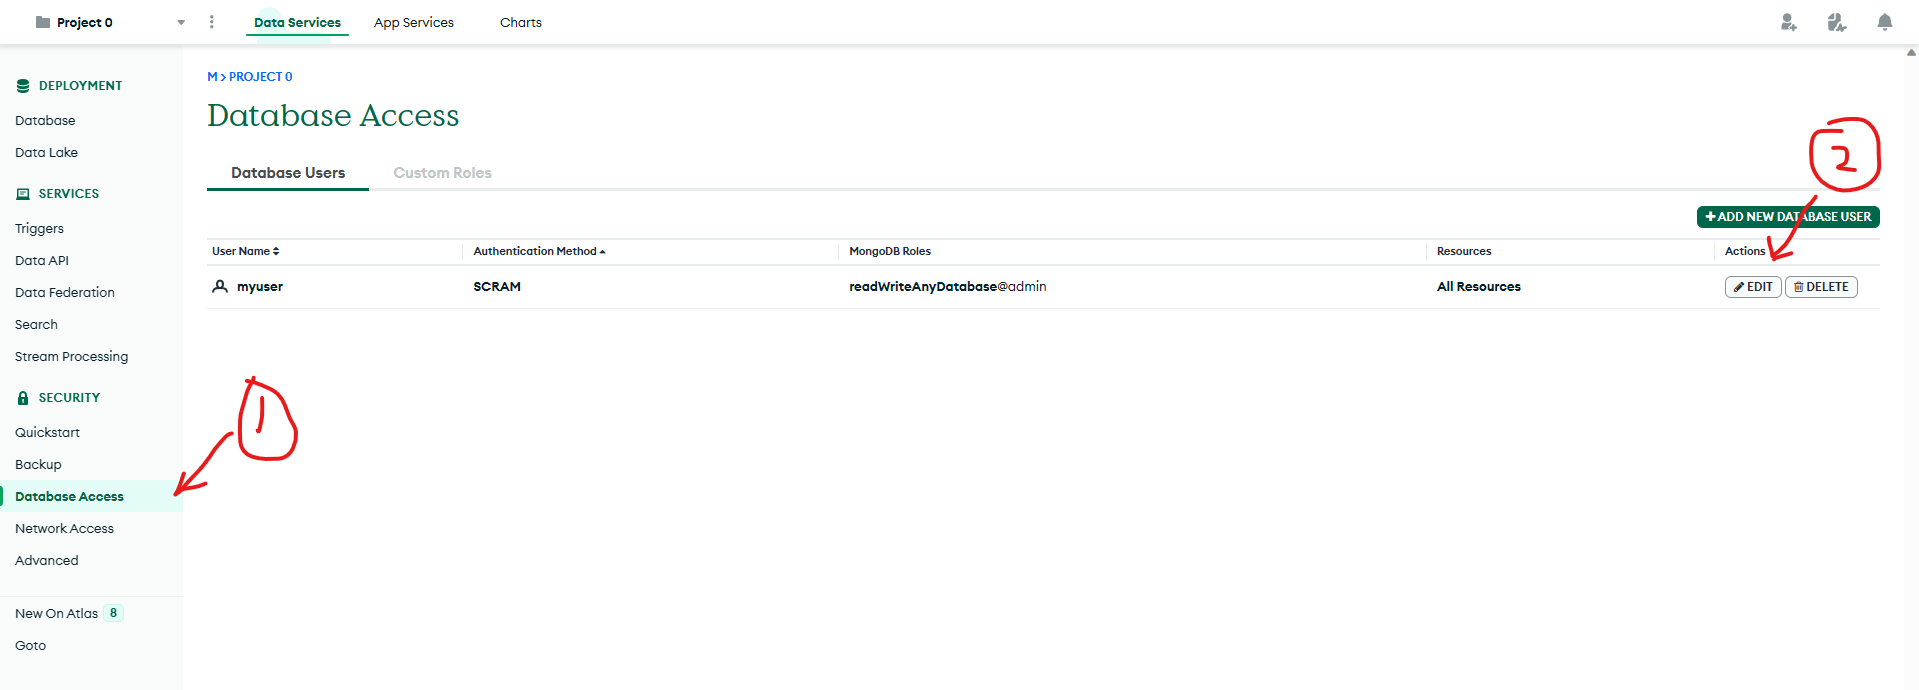 Project 0
Data Services
App Services
Charts
DEPLOYMENT
Database
Data Lake
SERVICES
Triggers
Data API
Data Federation
Search
Stream Processing
SECURITY
Quickstart
Backup
Database Access
Network Access
Advanced
New On Atlas 8
Goto
M > PROJECT 0
Database Access
Database Users
Custom Roles
2
+ ADD NEW DATABASE USER
User Name Authentication Method MongoDB Roles Resources Actions
myuser SCRAM readWriteAnyDatabase@admin All Resources EDIT DELETE
1